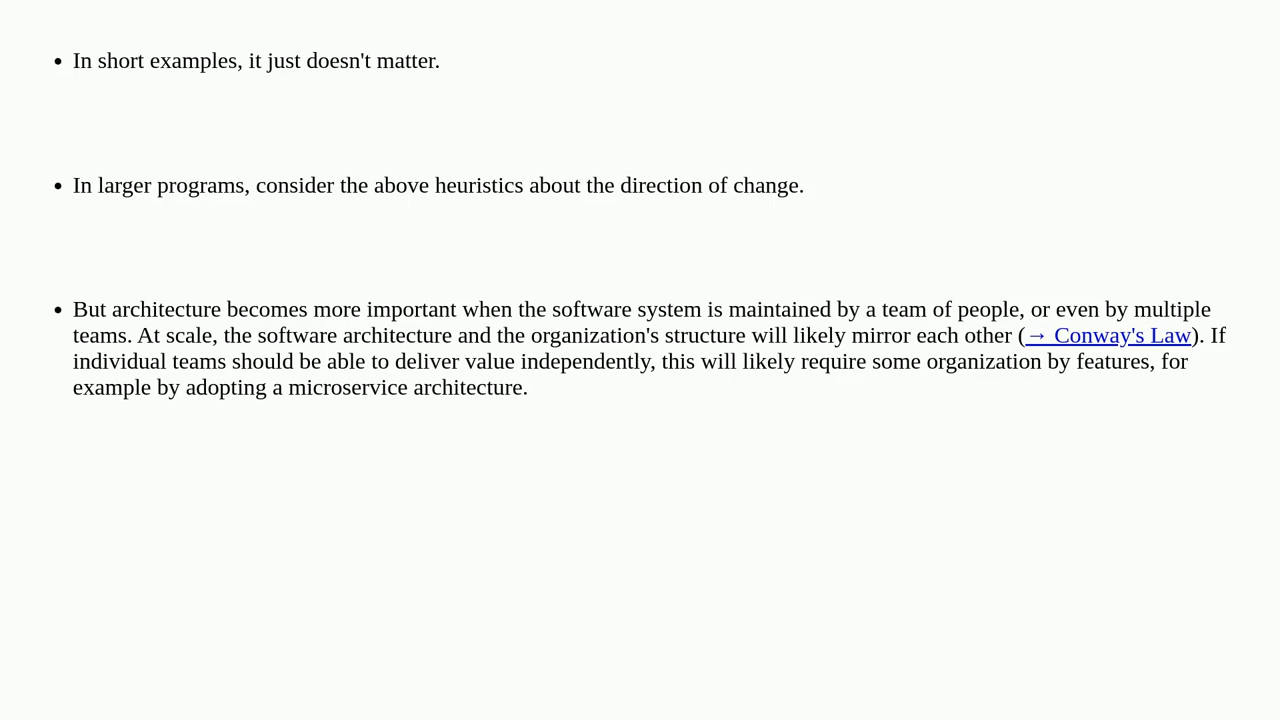 • In short examples, it just doesn't matter.
• In larger programs, consider the above heuristics about the direction of change.
• But architecture becomes more important when the software system is maintained by a team of people, or even by multiple
teams. At scale, the software architecture and the organization's structure will likely mirror each other (→ Conway's Law). If
individual teams should be able to deliver value independently, this will likely require some organization by features, for
example by adopting a microservice architecture.